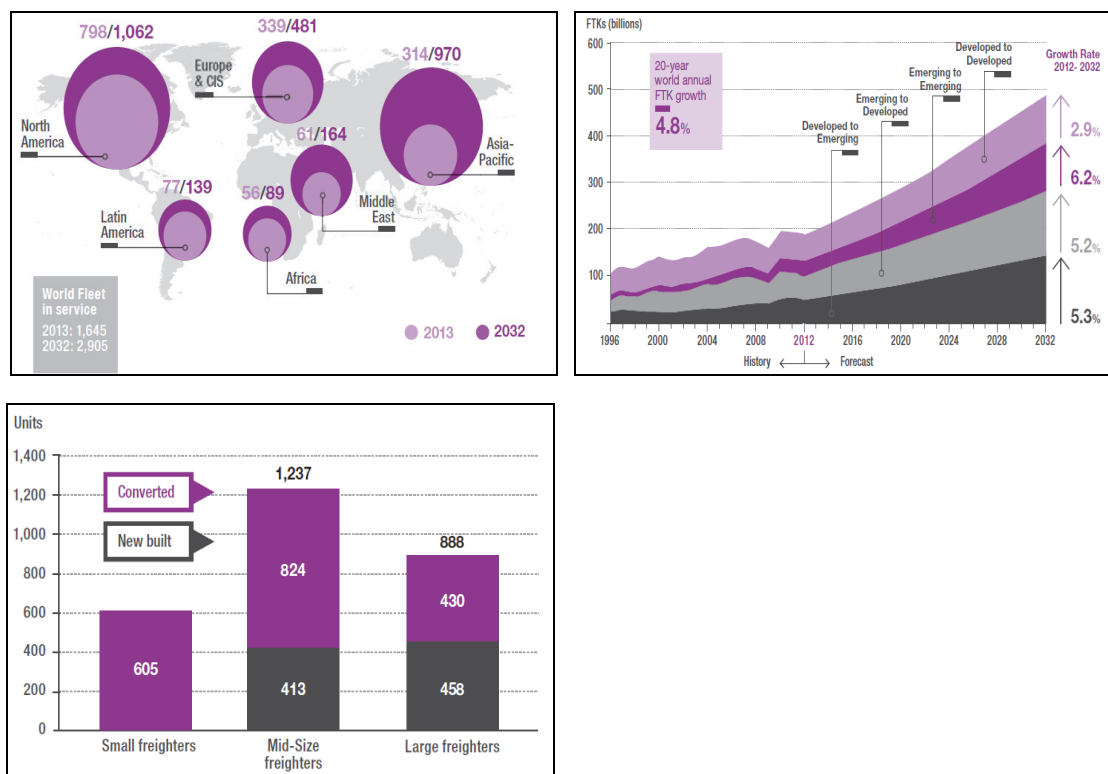 798/1,062
339/481
314/970
Europe
& CIS
North
America
61/164
Asia-
Pacific
77/139
56/89
Latin
America
Middle
East
Africa
World Fleet
in service
2013: 1,645
2032: 2,905
2013
2032
FTKs (billions)
600
500
400
300
200
100
20-year
world annual
FTK growth
4.8%
Developed to
Emerging
Emerging to
Developed
Emerging to
Emerging
Developed to
Developed
Growth Rate
2012- 2032
2.9%
6.2%
5.2%
5.3%
1996
2000
2004
2008
2012
2016
2020
2024
2028
2032
History
Forecast
Units
1,400
1,200
1,000
800
600
400
200
0
Converted
New built
605
1,237
824
413
888
430
458
Small freighters
Mid-Size
freighters
Large freighters